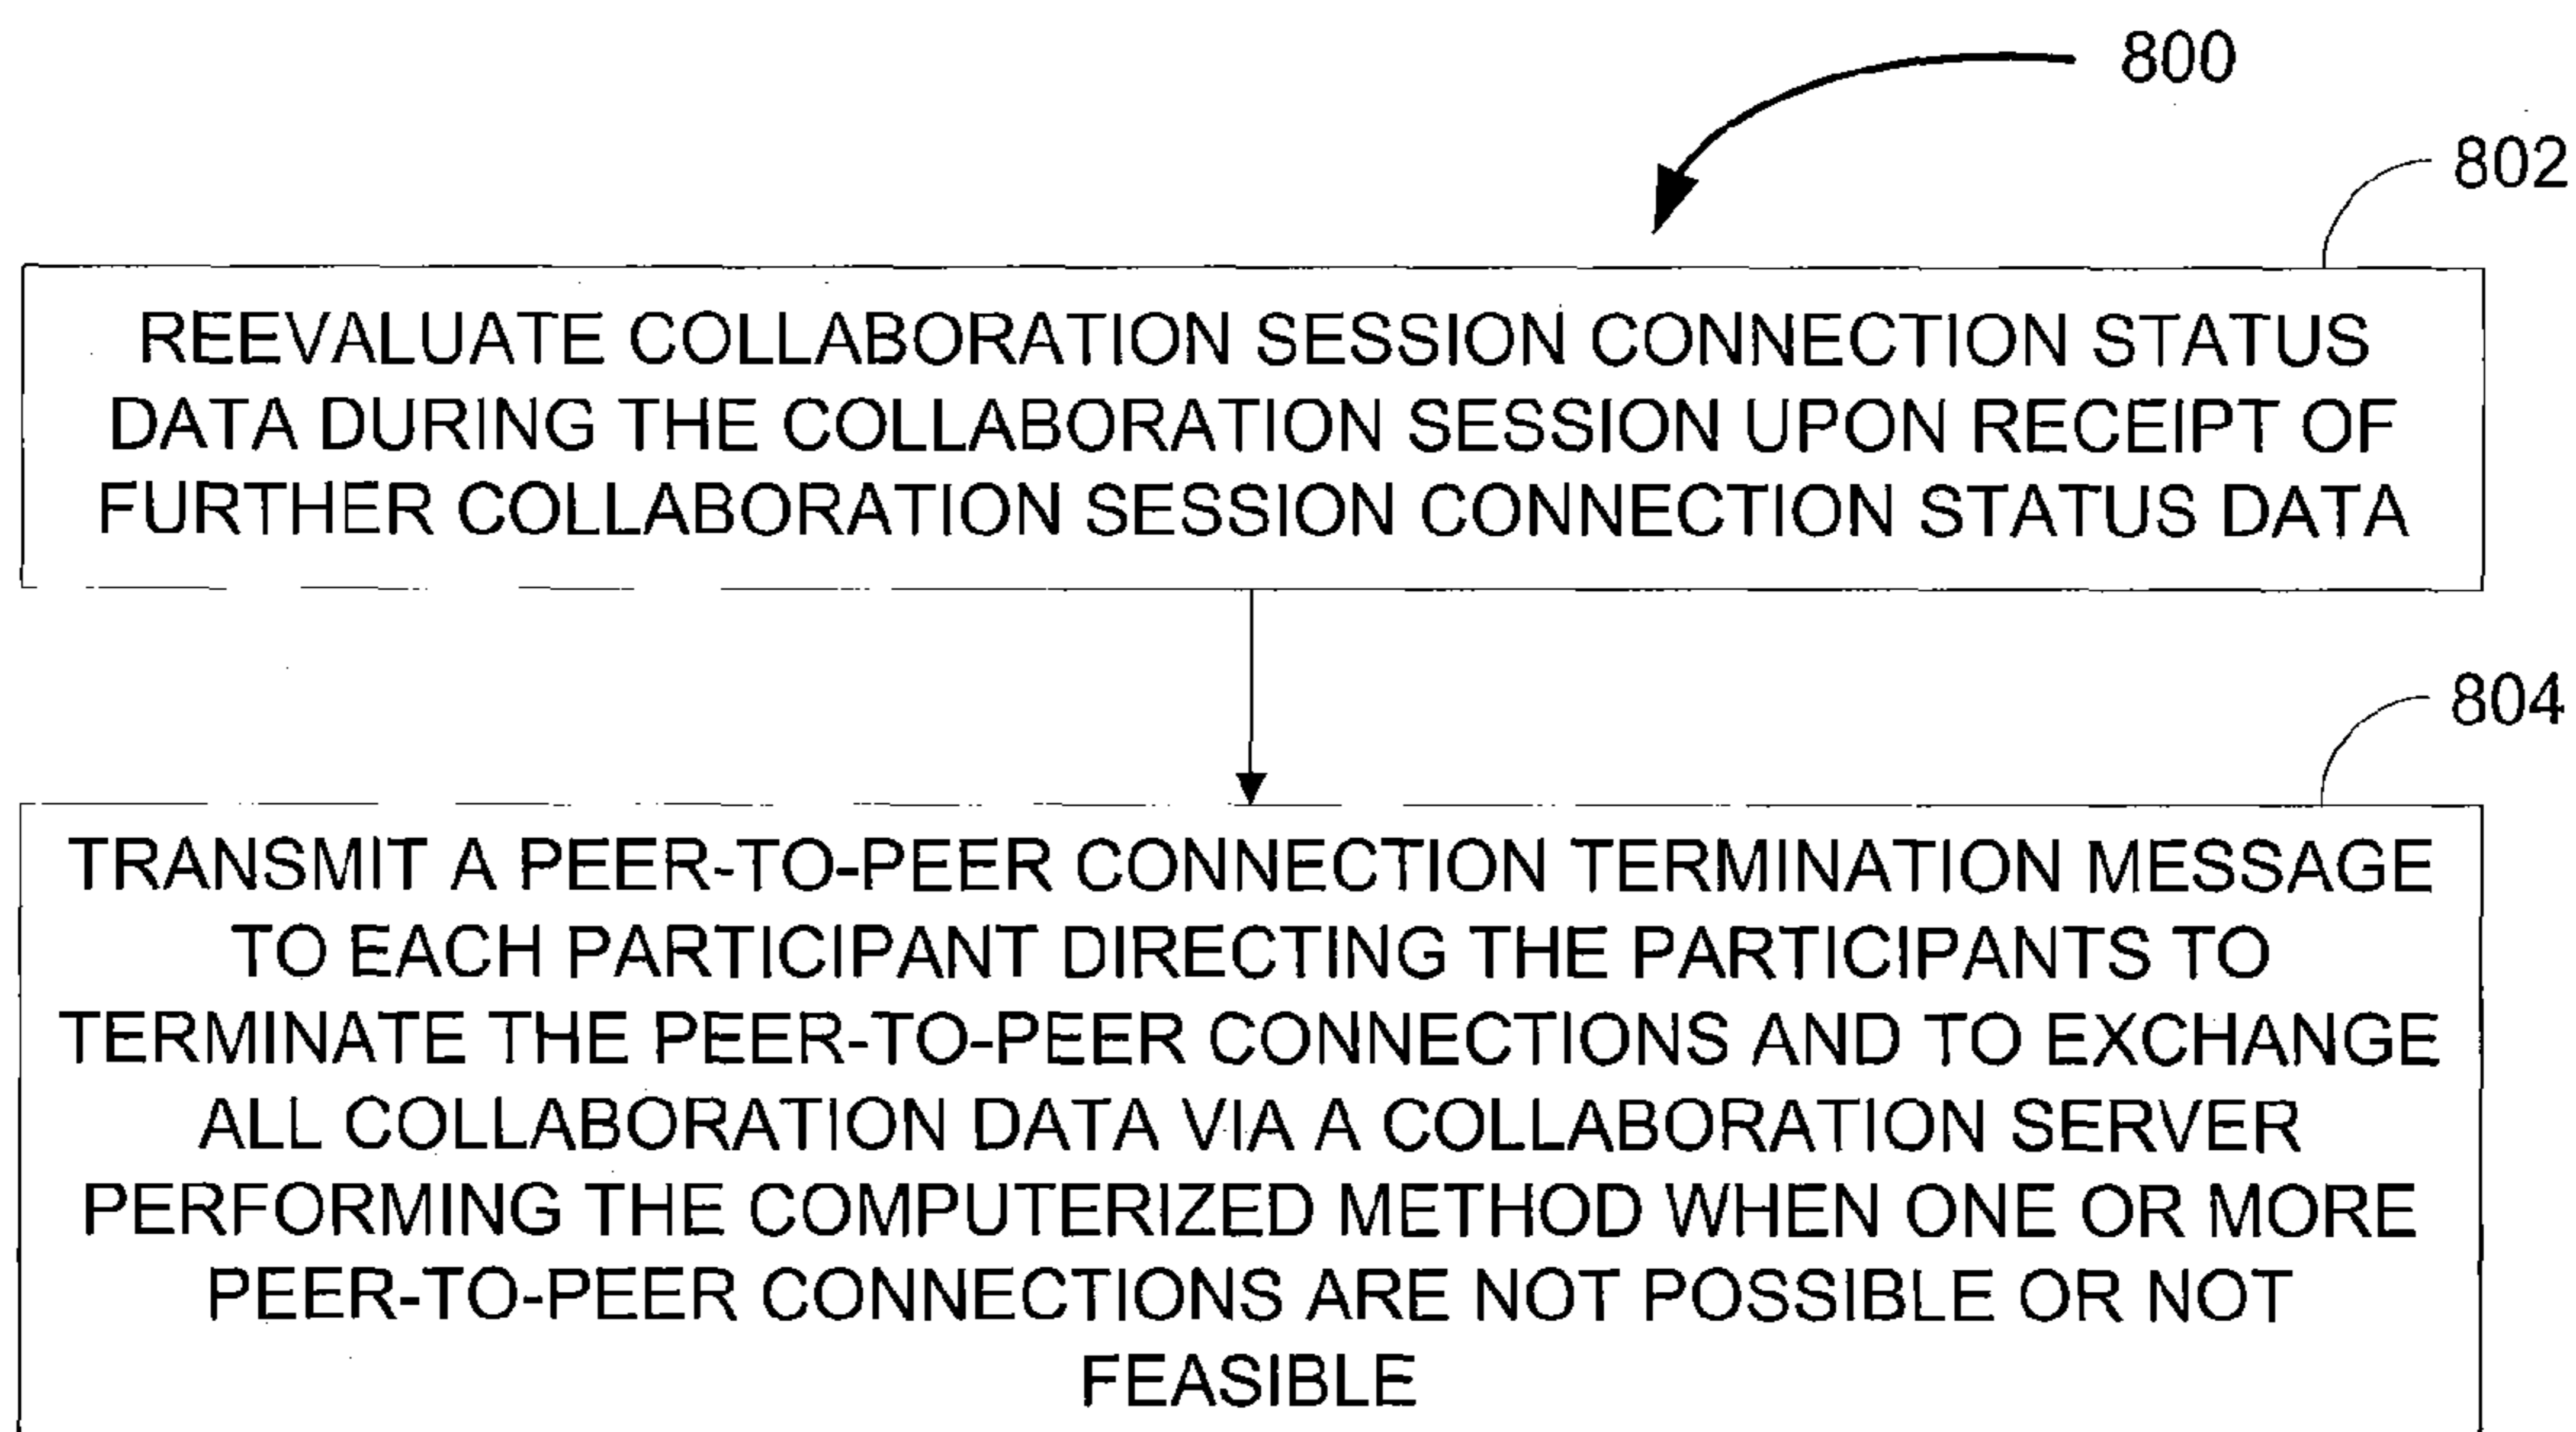 800
802
REEVALUATE COLLABORATION SESSION CONNECTION STATUS
DATA DURING THE COLLABORATION SESSION UPON RECEIPT OF
FURTHER COLLABORATION SESSION CONNECTION STATUS DATA
804
TRANSMIT A PEER-TO-PEER CONNECTION TERMINATION MESSAGE
TO EACH PARTICIPANT DIRECTING THE PARTICIPANTS TO
TERMINATE THE PEER-TO-PEER CONNECTIONS AND TO EXCHANGE
ALL COLLABORATION DATA VIA A COLLABORATION SERVER
PERFORMING THE COMPUTERIZED METHOD WHEN ONE OR MORE
PEER-TO-PEER CONNECTIONS ARE NOT POSSIBLE OR NOT
FEASIBLE